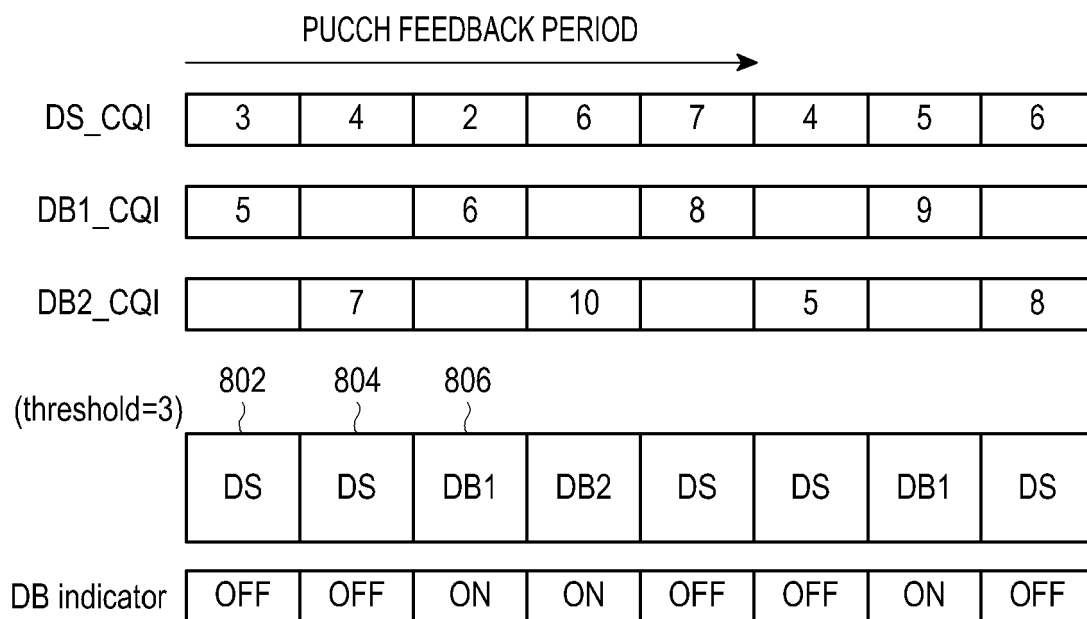 PUCCH FEEDBACK PERIOD
DS_CQI 3 4 2 6 7 4 5 6
DB1_CQI 5 6 8 9
DB2_CQI 7 10 5 8
802 804 806
(threshold=3)
DS DS DB1 DB2 DS DS DB1 DS
DB indicator OFF OFF ON ON OFF OFF ON OFF